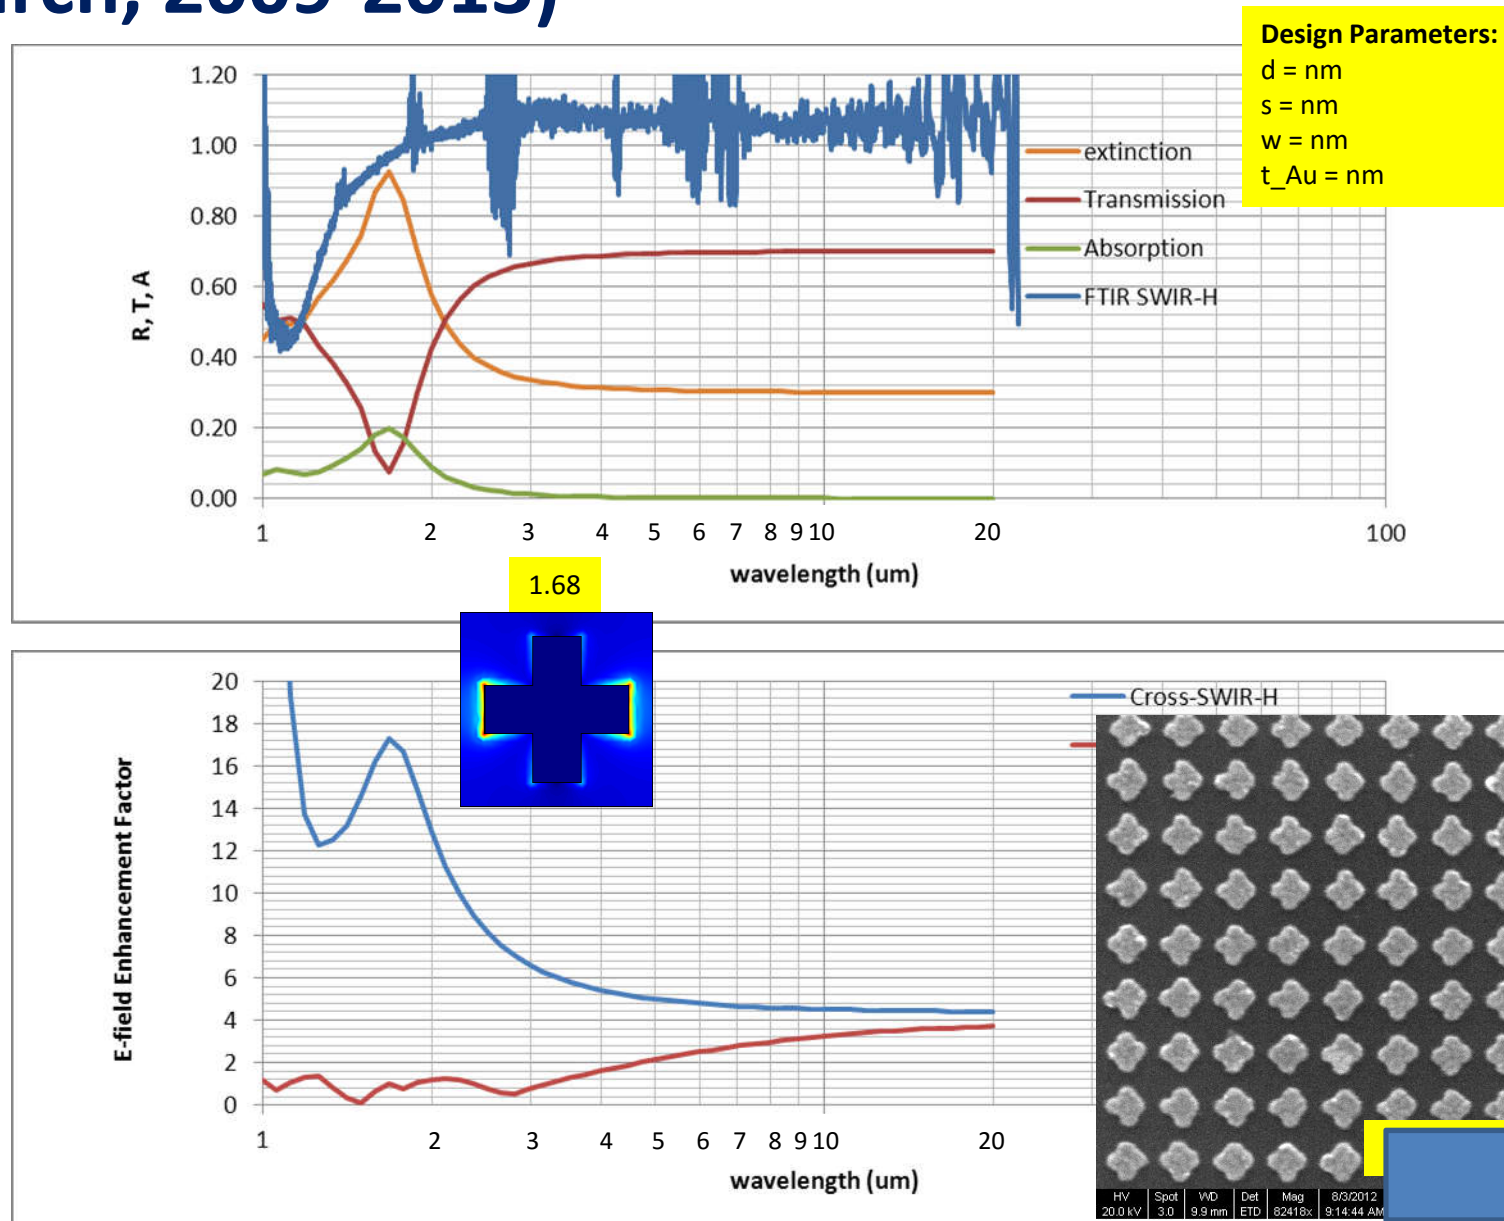 2009-2013)
Design Parameters:
d = nm
s = nm
w = nm
t_Au = nm
1.20
1.00
0.80
0.60
0.40
0.20
0.00
R, T, A
extinction
Transmission
Absorption
FTIR SWIR-H
1 2 3 4 5 6 7 8 9 10 20 100
wavelength (um)
1.68
20
18
16
14
12
10
8
6
4
2
0
E-field Enhancement Factor
Cross-SWIR-H
1 2 3 4 5 6 7 8 9 10 20
wavelength (um)
HV Spot WD Det Mag 8/3/2012
20.0 kV 3.0 9.9 mm ETD 82418x 9:14:44 AM